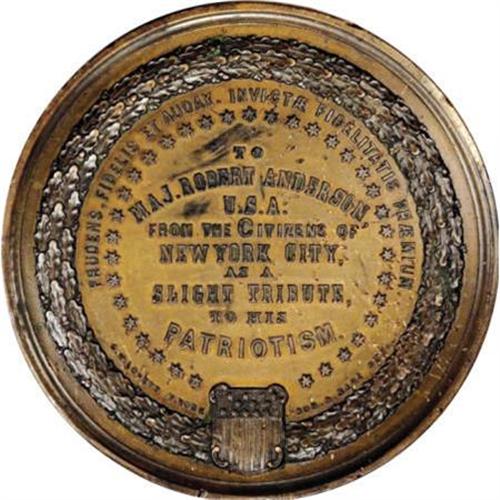 PRUDENS, FIDELIS ET AUDAX. INVICTÆ FIDELITATIS PRÆMIUM.
TO
MAJ. ROBERT ANDERSON,
U.S.A.
FROM THE CITIZENS OF
NEW YORK CITY,
AS A
SLIGHT TRIBUTE,
TO HIS
PATRIOTISM.